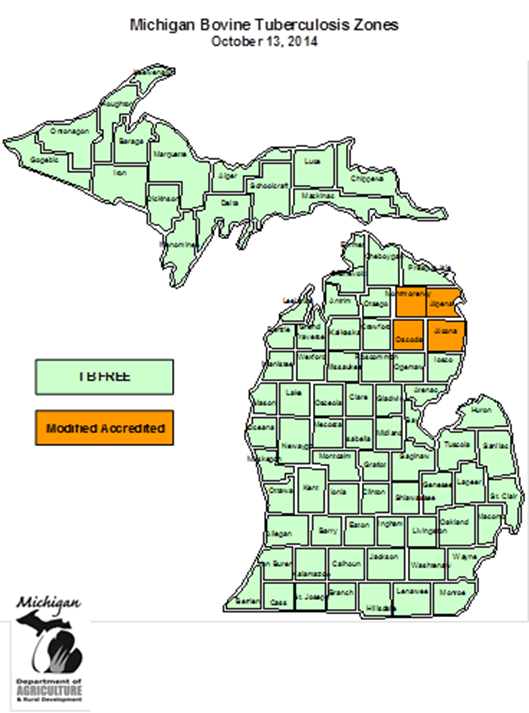 Michigan Bovine Tuberculosis Zones
October 13, 2014
Houghton
Ontonagon
Baraga
Gogebic
Iron
Marquette
Dickinson
Menominee
Alger
Delta
Schoolcraft
Luce
Mackinac
Chippewa
Emmet
Cheboygan
Presque Isle
Charlevoix
Leelanau
Antrim
Otsego
Montmorency
Alpena
Benzie
Grand
Traverse
Kalkaska
Crawford
Oscoda
Alcona
Manistee
Wexford
Missaukee
Roscommon
Ogemaw
Iosco
TB FREE
Modified Accredited
Arenac
Mason
Lake
Osceola
Clare
Gladwin
Huron
Oceana
Newaygo
Mecosta
Isabella
Midland
Bay
Tuscola
Sanilac
Muskegon
Montcalm
Gratiot
Saginaw
Ottawa
Kent
Ionia
Clinton
Shiawassee
Genesee
Lapeer
St. Clair
Allegan
Barry
Eaton
Ingham
Livingston
Oakland
Macomb
Van Buren
Kalamazoo
Calhoun
Jackson
Washtenaw
Wayne
Berrien
Cass
St. Joseph
Branch
Hillsdale
Lenawee
Monroe
Michigan
Department of
AGRICULTURE
& Rural Development